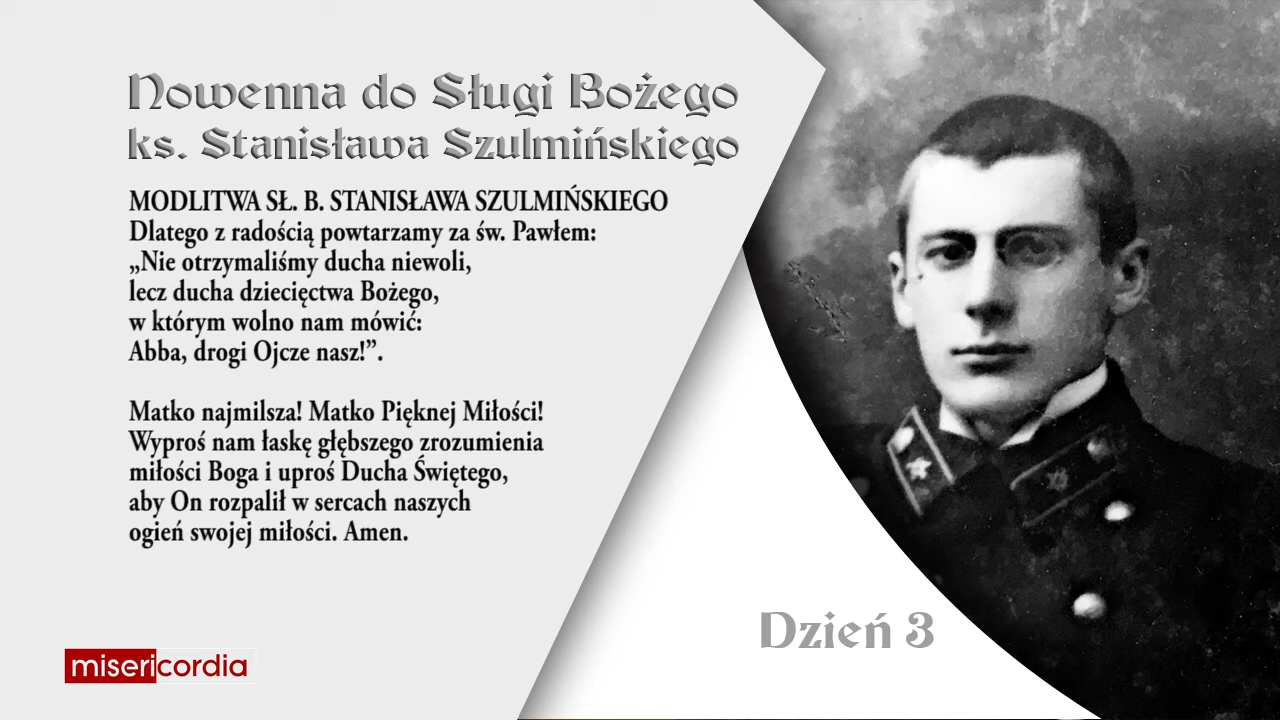 Nowenna do Sługi Bożego
ks. Stanisława Szulmińskiego
MODLITWA SŁ. B. STANISŁAWA SZULMIŃSKIEGO
Dlatego z radością powtarzamy za św. Pawłem:
„Nie otrzymaliśmy ducha niewoli,
lecz ducha dziecięctwa Bożego,
w którym wolno nam mówić:
Abba, drogi Ojcze nasz!”.
Matko najmilsza! Matko Pięknej Miłości!
Wyproś nam łaskę głębszego zrozumienia
miłości Boga i uproś Ducha Świętego,
aby On rozpalił w sercach naszych
ogień swojej miłości. Amen.
Dzień 3
misericordia